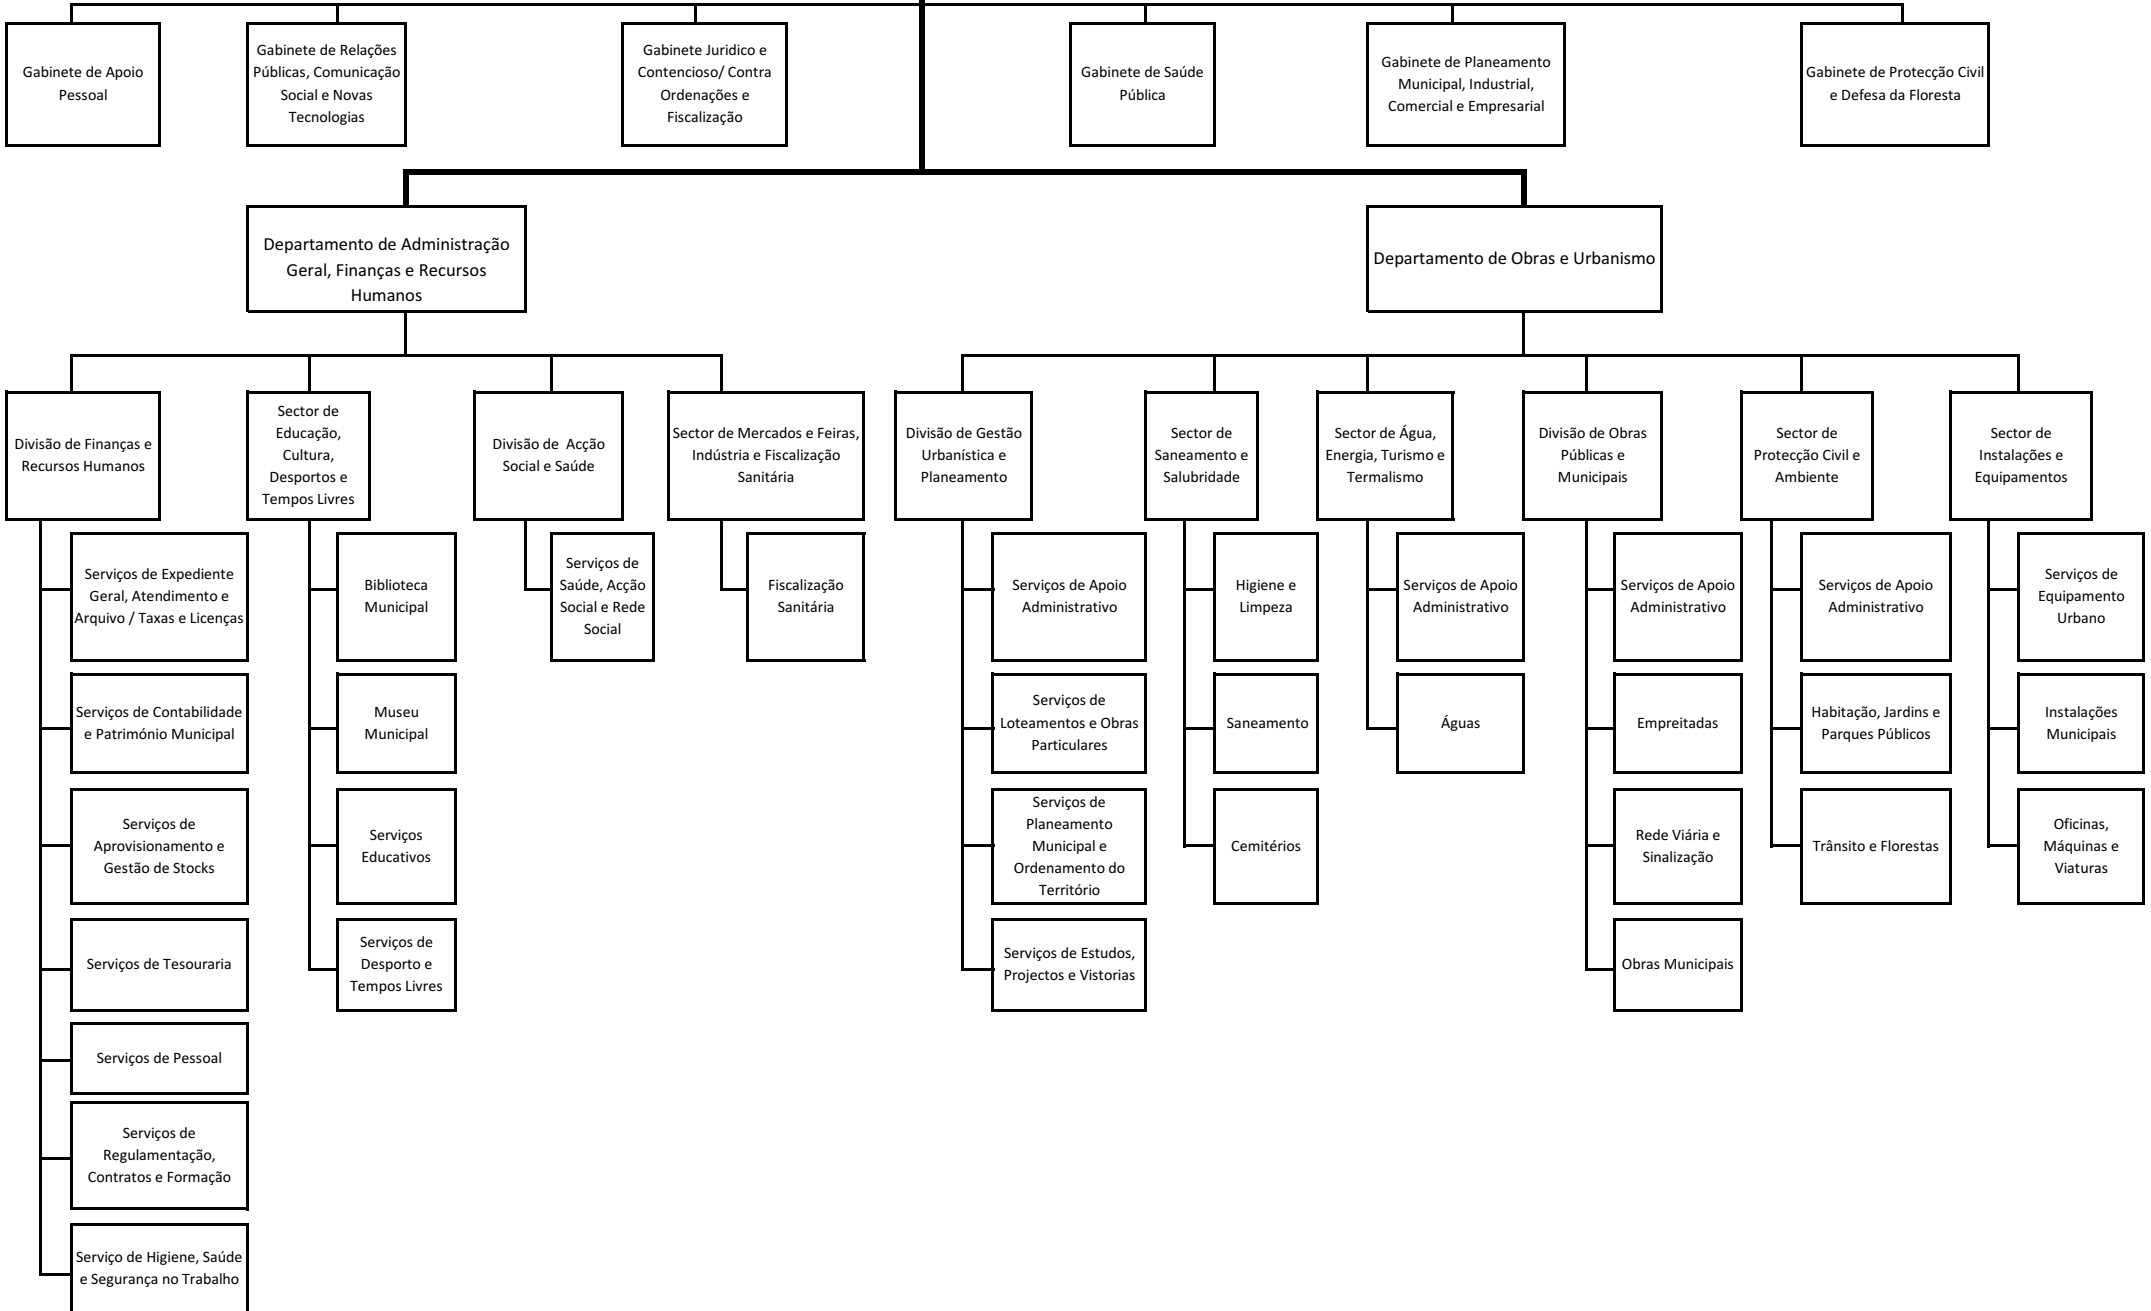 Gabinete de Apoio
Pessoal
Gabinete de Relações
Públicas, Comunicação
Social e Novas
Tecnologias
Gabinete Juridico e
Contencioso/ Contra
Ordenações e
Fiscalização
Gabinete de Saúde
Pública
Gabinete de Planeamento
Municipal, Industrial,
Comercial e Empresarial
Gabinete de Protecção Civil
e Defesa da Floresta
Departamento de Administração
Geral, Finanças e Recursos
Humanos
Departamento de Obras e Urbanismo
Divisão de Finanças e
Recursos Humanos
Sector de
Educação,
Cultura,
Desportos e
Tempos Livres
Divisão de Acção
Social e Saúde
Sector de Mercados e Feiras,
Indústria e Fiscalização
Sanitária
Divisão de Gestão
Urbanística e
Planeamento
Sector de
Saneamento e
Salubridade
Sector de Água,
Energia, Turismo e
Termalismo
Divisão de Obras
Públicas e
Municipais
Sector de
Protecção Civil e
Ambiente
Sector de
Instalações e
Equipamentos
Serviços de Expediente
Geral, Atendimento e
Arquivo / Taxas e Licenças
Biblioteca
Municipal
Serviços de
Saúde, Acção
Social e Rede
Social
Fiscalização
Sanitária
Serviços de Apoio
Administrativo
Higiene e
Limpeza
Serviços de Apoio
Administrativo
Serviços de Apoio
Administrativo
Serviços de Apoio
Administrativo
Serviços de
Equipamento
Urbano
Serviços de Contabilidade
e Património Municipal
Museu
Municipal
Serviços de
Loteamentos e Obras
Particulares
Saneamento
Águas
Empreitadas
Habitação, Jardins e
Parques Públicos
Instalações
Municipais
Serviços de
Aprovisionamento e
Gestão de Stocks
Serviços
Educativos
Serviços de
Planeamento
Municipal e
Ordenamento do
Território
Cemitérios
Rede Viária e
Sinalização
Trânsito e Florestas
Oficinas,
Máquinas e
Viaturas
Serviços de Tesouraria
Serviços de
Desporto e
Tempos Livres
Serviços de Estudos,
Projectos e Vistorias
Obras Municipais
Serviços de Pessoal
Serviços de
Regulamentação,
Contratos e Formação
Serviço de Higiene, Saúde
e Segurança no Trabalho